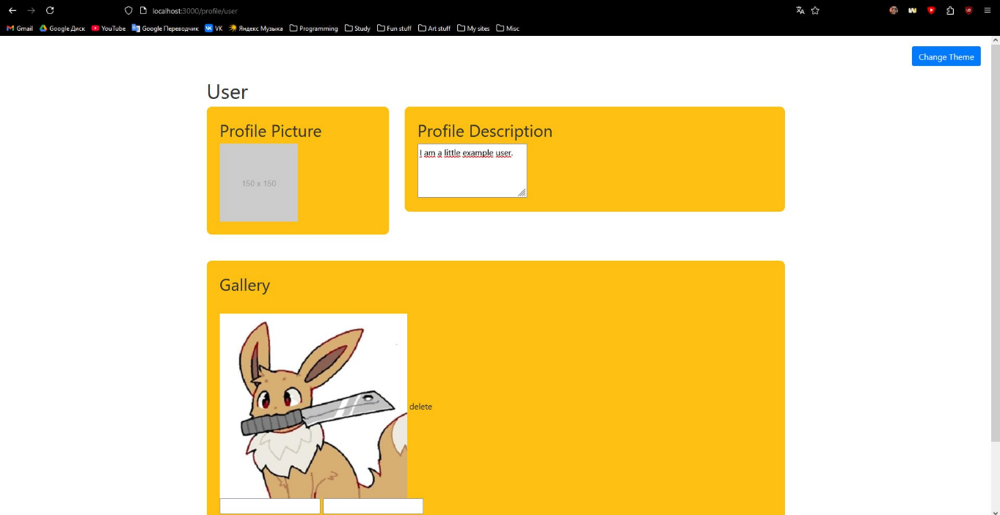 localhost:3000/profile/user
Gmail Google Диск YouTube Google Переводчик VK Яндекс Музыка Programming Study Fun stuff Art stuff My sites Misc
Change Theme
User
Profile Picture
150 x 150
Profile Description
I am a little example user.
Gallery
delete